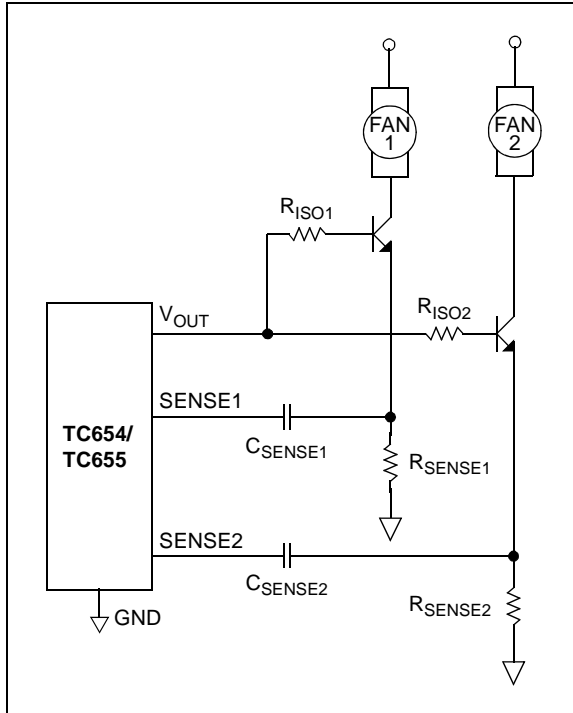 FAN
1
FAN
2
RISO1
RISO2
VOUT
SENSE1
TC654/
TC655
CSENSE1
RSENSE1
SENSE2
CSENSE2
RSENSE2
GND